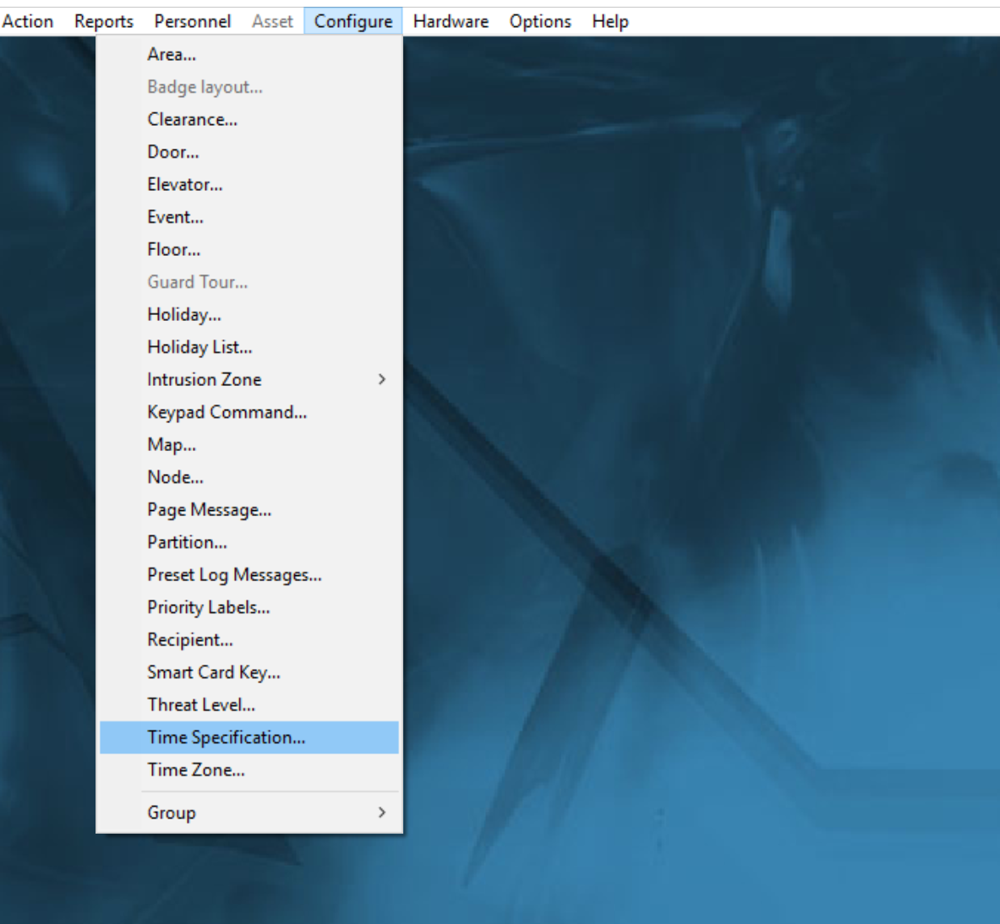 Action Reports Personnel Asset Configure Hardware Options Help
Area...
Badge layout...
Clearance...
Door...
Elevator...
Event...
Floor...
Guard Tour...
Holiday...
Holiday List...
Intrusion Zone
Keypad Command...
Map...
Node...
Page Message...
Partition...
Preset Log Messages...
Priority Labels...
Recipient...
Smart Card Key...
Threat Level...
Time Specification...
Time Zone...
Group